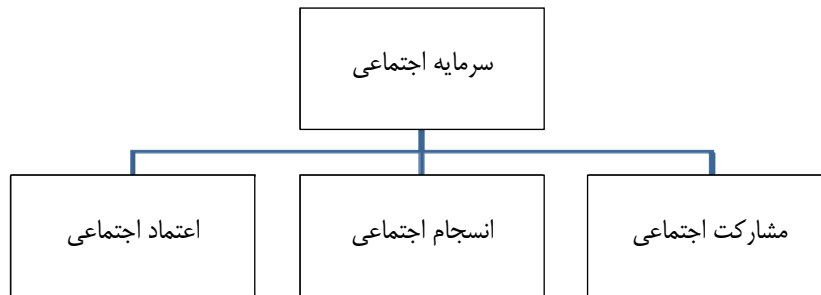 سرمایه اجتماعی
مشارکت اجتماعی
انسجام اجتماعی
اعتماد اجتماعی